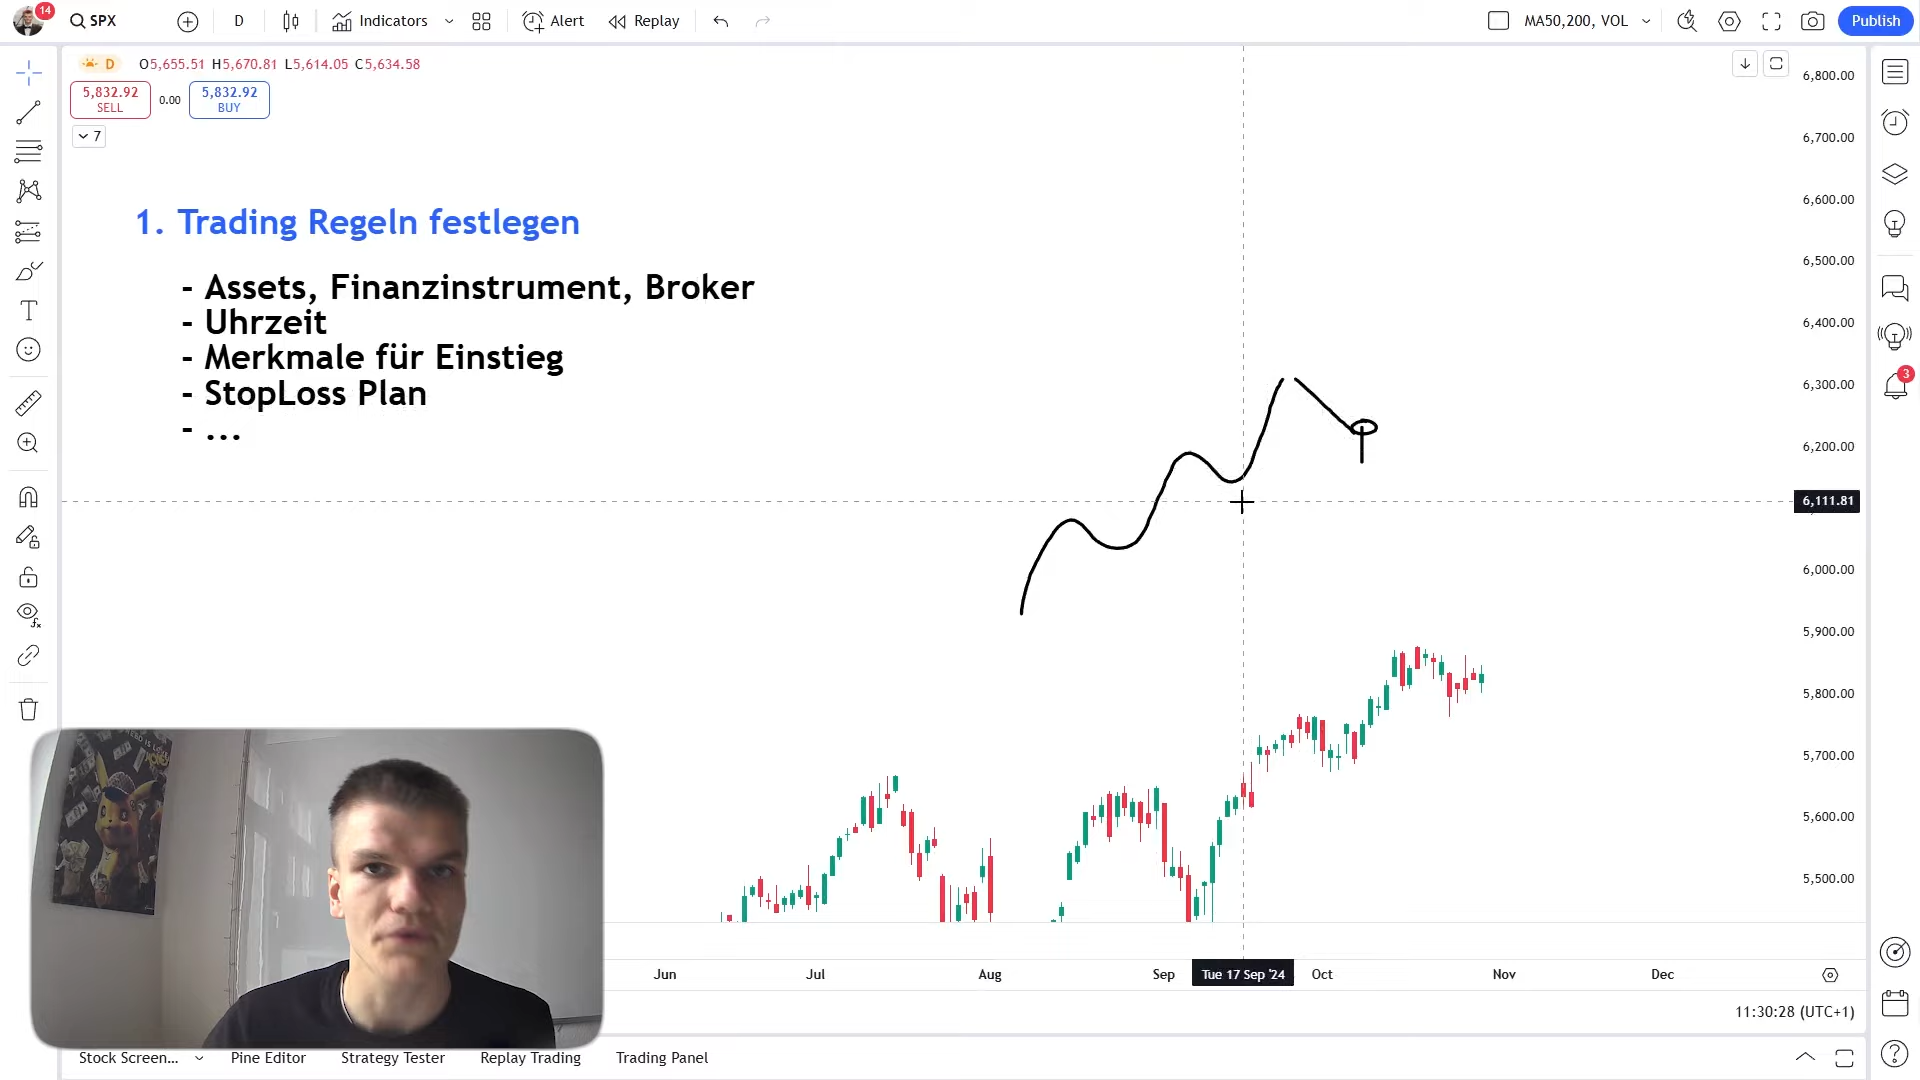 14
SPX
D
Indicators
Alert
Replay
MA50,200, VOL
Publish
D O5,655.51 H5,670.81 L5,614.05 C5,634.58
5,832.92
SELL
0.00
5,832.92
BUY
7
1. Trading Regeln festlegen
- Assets, Finanzinstrument, Broker
- Uhrzeit
- Merkmale für Einstieg
- StopLoss Plan
- ...
6,800.00
6,700.00
6,600.00
6,500.00
6,400.00
6,300.00
6,200.00
6,111.81
6,000.00
5,900.00
5,800.00
5,700.00
5,600.00
5,500.00
3
Jun
Jul
Aug
Sep
Tue 17 Sep '24
Oct
Nov
Dec
11:30:28 (UTC+1)
Stock Screen...
Pine Editor
Strategy Tester
Replay Trading
Trading Panel